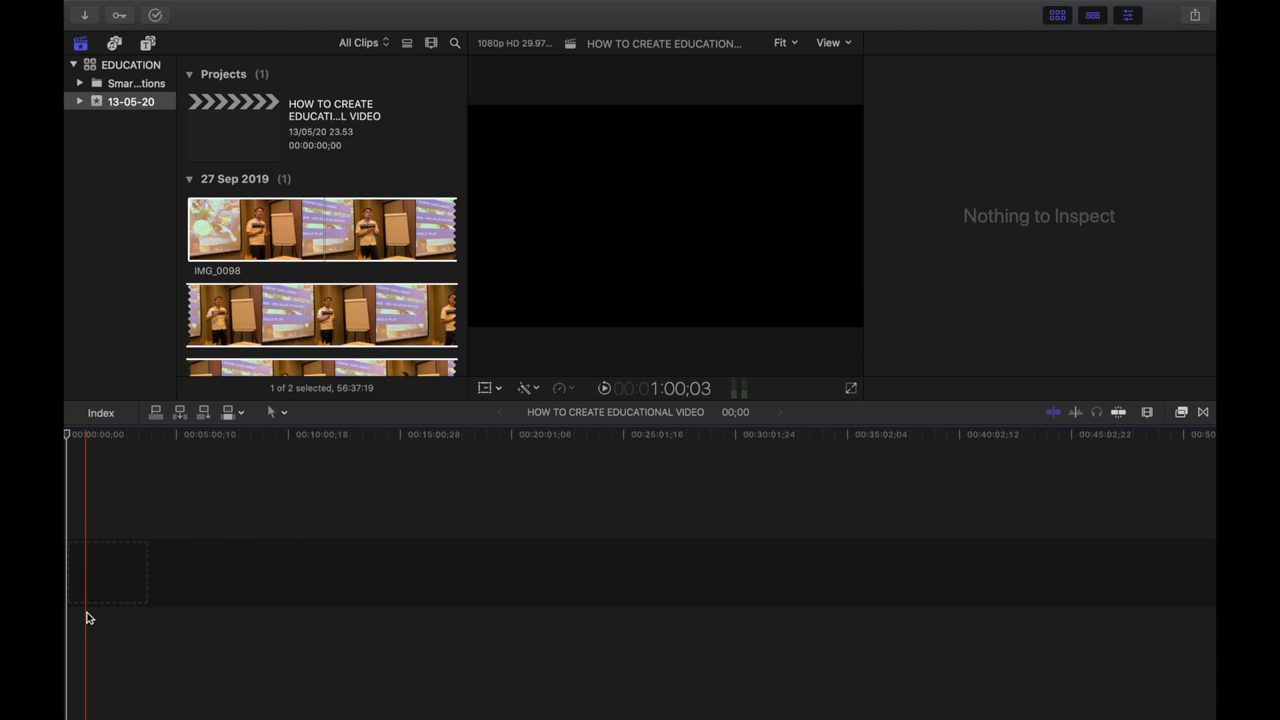 All Clips
1080p HD 29.97...
HOW TO CREATE EDUCATION...
Fit
View
EDUCATION
Smar...tions
13-05-20
Projects (1)
HOW TO CREATE
EDUCATI...L VIDEO
13/05/20 23.53
00:00:00;00
27 Sep 2019 (1)
IMG_0098
1 of 2 selected, 56:37:19
Nothing to Inspect
00:01:00;03
Index
HOW TO CREATE EDUCATIONAL VIDEO 00;00
00:00:00;00 00:05:00;10 00:10:00;18 00:15:00;28 00:20:01;06 00:25:01;16 00:30:01;24 00:35:02;04 00:40:02;12 00:45:02;22 00:50